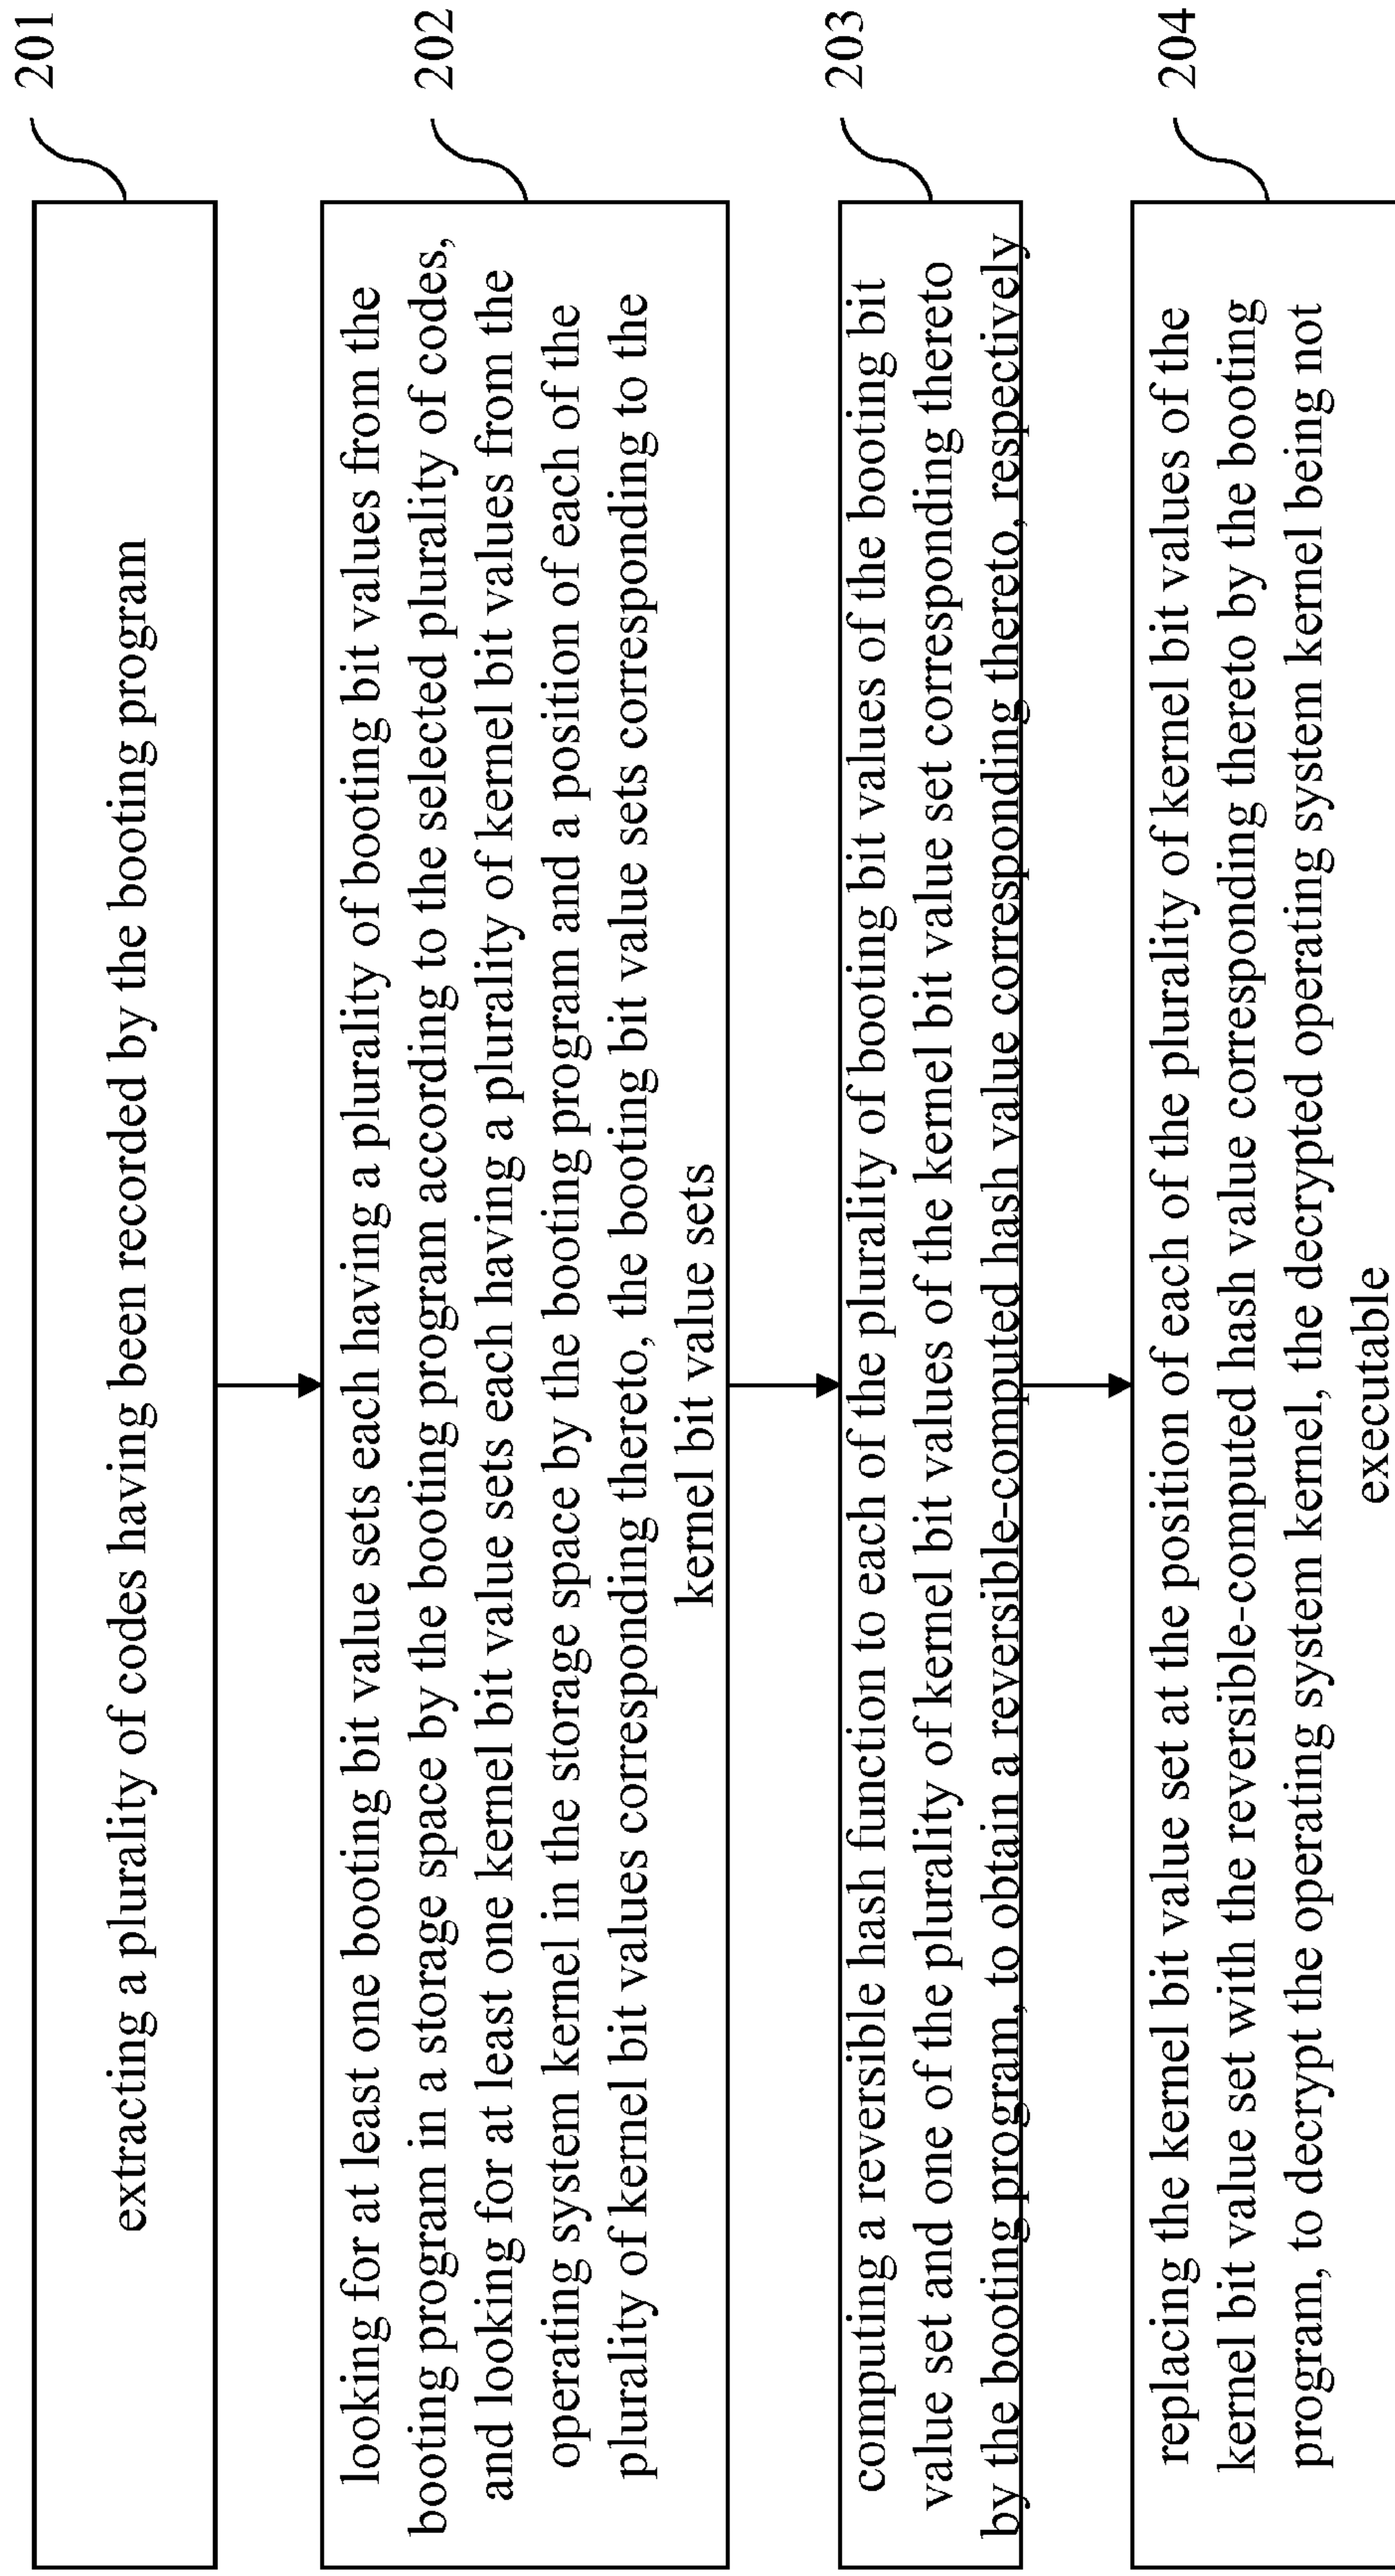 extracting a plurality of codes having been recorded by the booting program
201
looking for at least one booting bit value sets each having a plurality of booting bit values from the
booting program in a storage space by the booting program according to the selected plurality of codes,
and looking for at least one kernel bit value sets each having a plurality of kernel bit values from the
operating system kernel in the storage space by the booting program and a position of each of the
plurality of kernel bit values corresponding thereto, the booting bit value sets corresponding to the
kernel bit value sets
202
computing a reversible hash function to each of the plurality of booting bit values of the booting bit
value set and one of the plurality of kernel bit values of the kernel bit value set corresponding thereto
by the booting program, to obtain a reversible-computed hash value corresponding thereto, respectively
203
replacing the kernel bit value set at the position of each of the plurality of kernel bit values of the
kernel bit value set with the reversible-computed hash value corresponding thereto by the booting
program, to decrypt the operating system kernel, the decrypted operating system kernel being not
executable
204